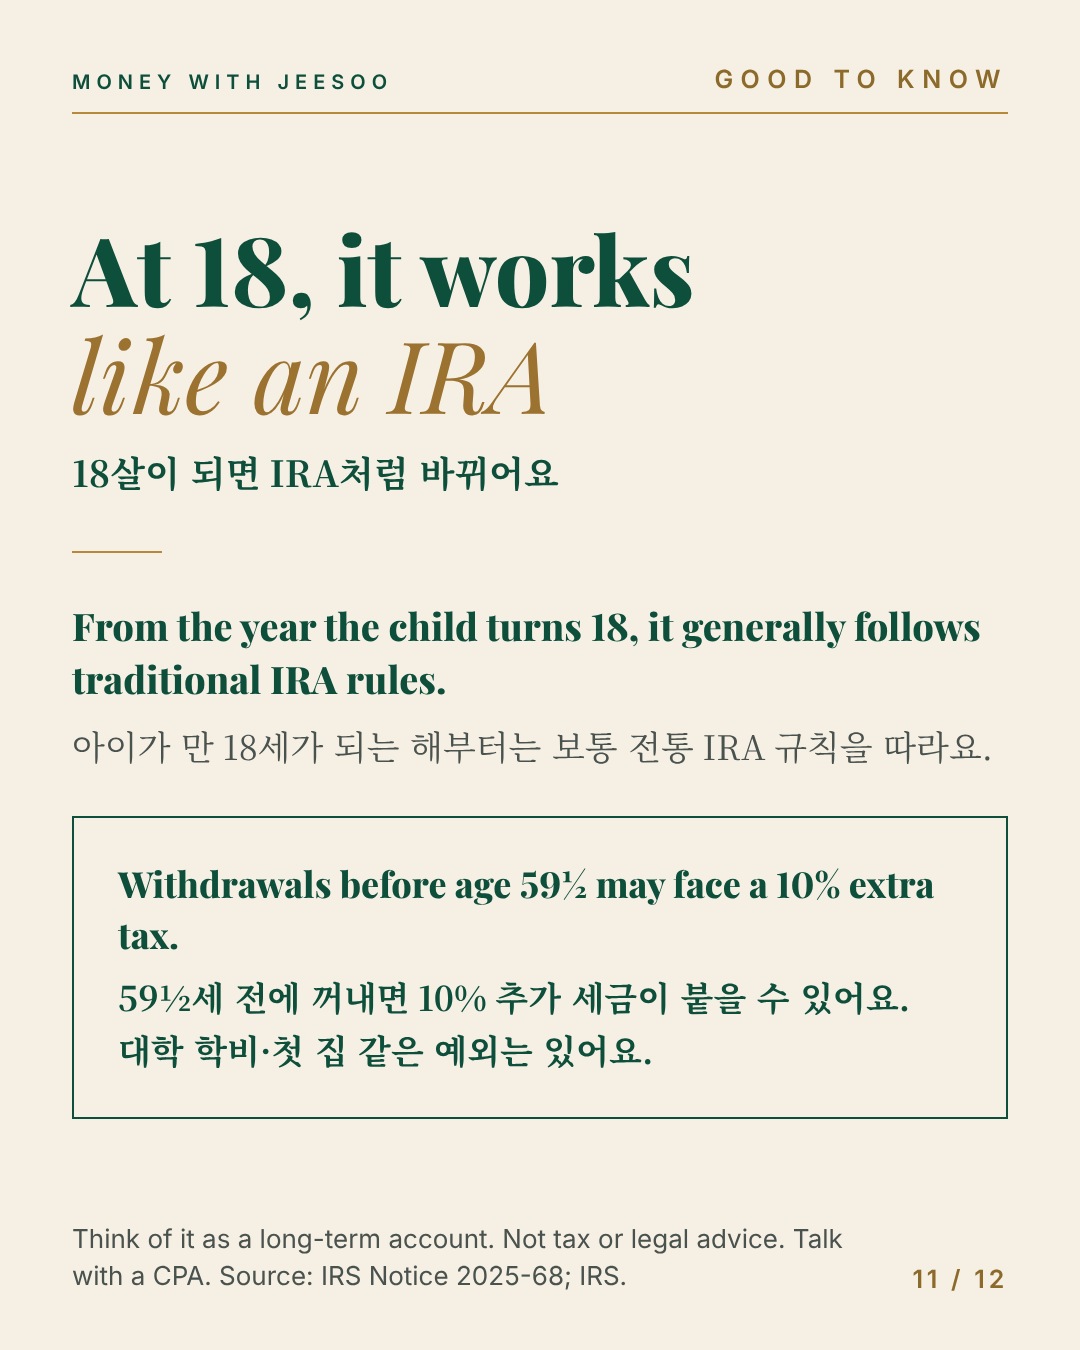 MONEY WITH JEESOO
GOOD TO KNOW
At 18, it works
like an IRA
18살이 되면 IRA처럼 바뀌어요
From the year the child turns 18, it generally follows
traditional IRA rules.
아이가 만 18세가 되는 해부터는 보통 전통 IRA 규칙을 따라요.
Withdrawals before age 59½ may face a 10% extra
tax.
59½세 전에 꺼내면 10% 추가 세금이 붙을 수 있어요.
대학 학비·첫 집 같은 예외는 있어요.
Think of it as a long-term account. Not tax or legal advice. Talk
with a CPA. Source: IRS Notice 2025-68; IRS.
11 / 12